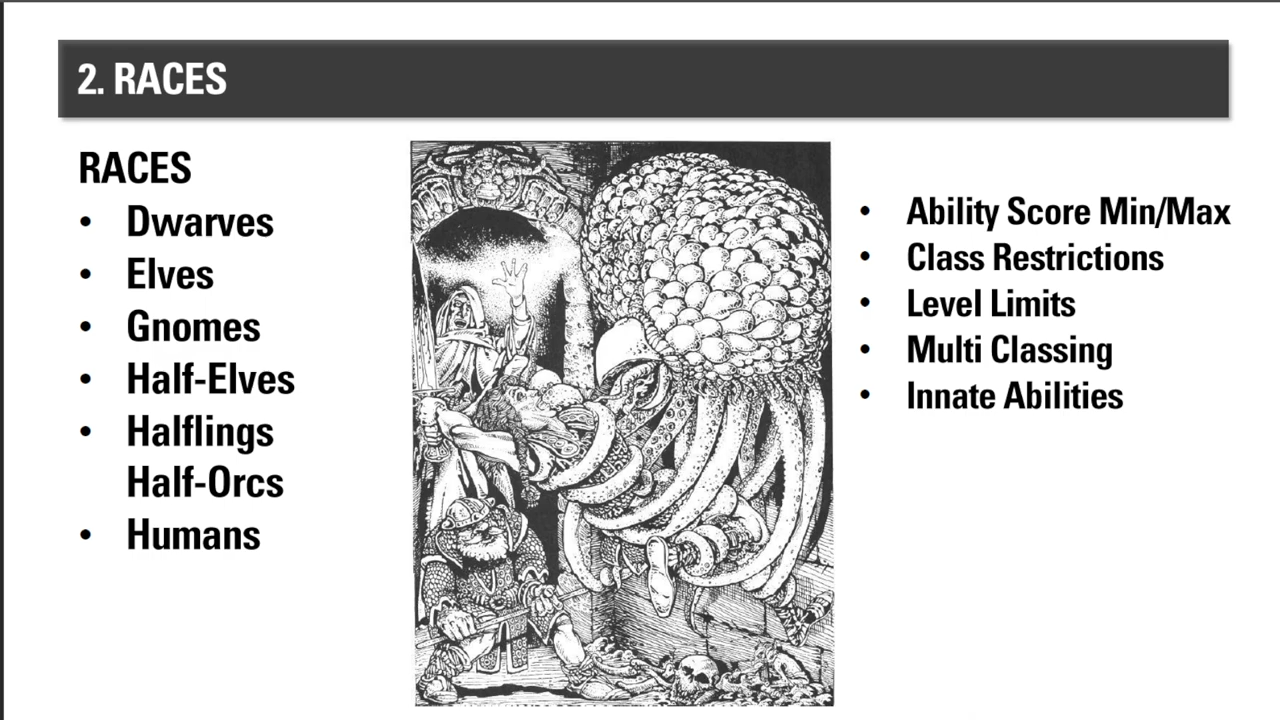 2. RACES
RACES
• Dwarves
• Elves
• Gnomes
• Half-Elves
• Halflings
Half-Orcs
• Humans
• Ability Score Min/Max
• Class Restrictions
• Level Limits
• Multi Classing
• Innate Abilities